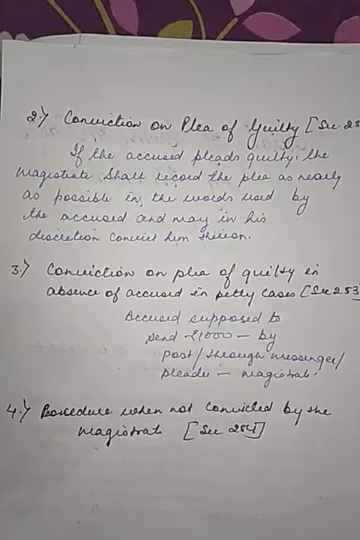 2:) Conviction on Plea of Guilty [Sec 25
If the accused pleads guilty, the
Magistrate shall record the plea as nearly
as possible in, the words used by
the accused and may in his
discretion convict him thereon.
3:) Conviction on plea of guilty in
absence of accused in petty cases [Sec 253
Accused supposed to
send ₹1000 – by
Post/through messenger/
pleader – magistrate.
4:) Procedure when not convicted by the
Magistrate [Sec 254]